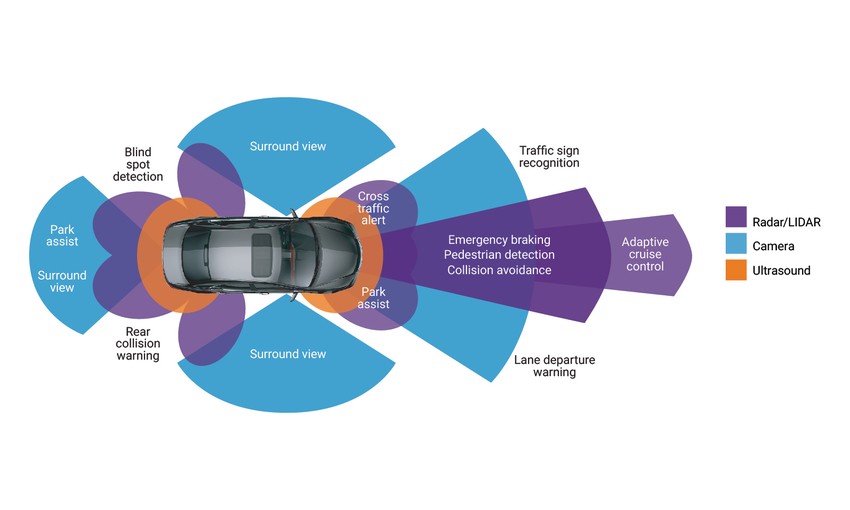 Surround view
Traffic sign
recognition
Blind
spot
detection
Cross
traffic
alert
Park
assist
Surround
view
Emergency braking
Pedestrian detection
Collision avoidance
Adaptive
cruise
control
Radar/LIDAR
Camera
Ultrasound
Park
assist
Rear
collision
warning
Surround view
Lane departure
warning